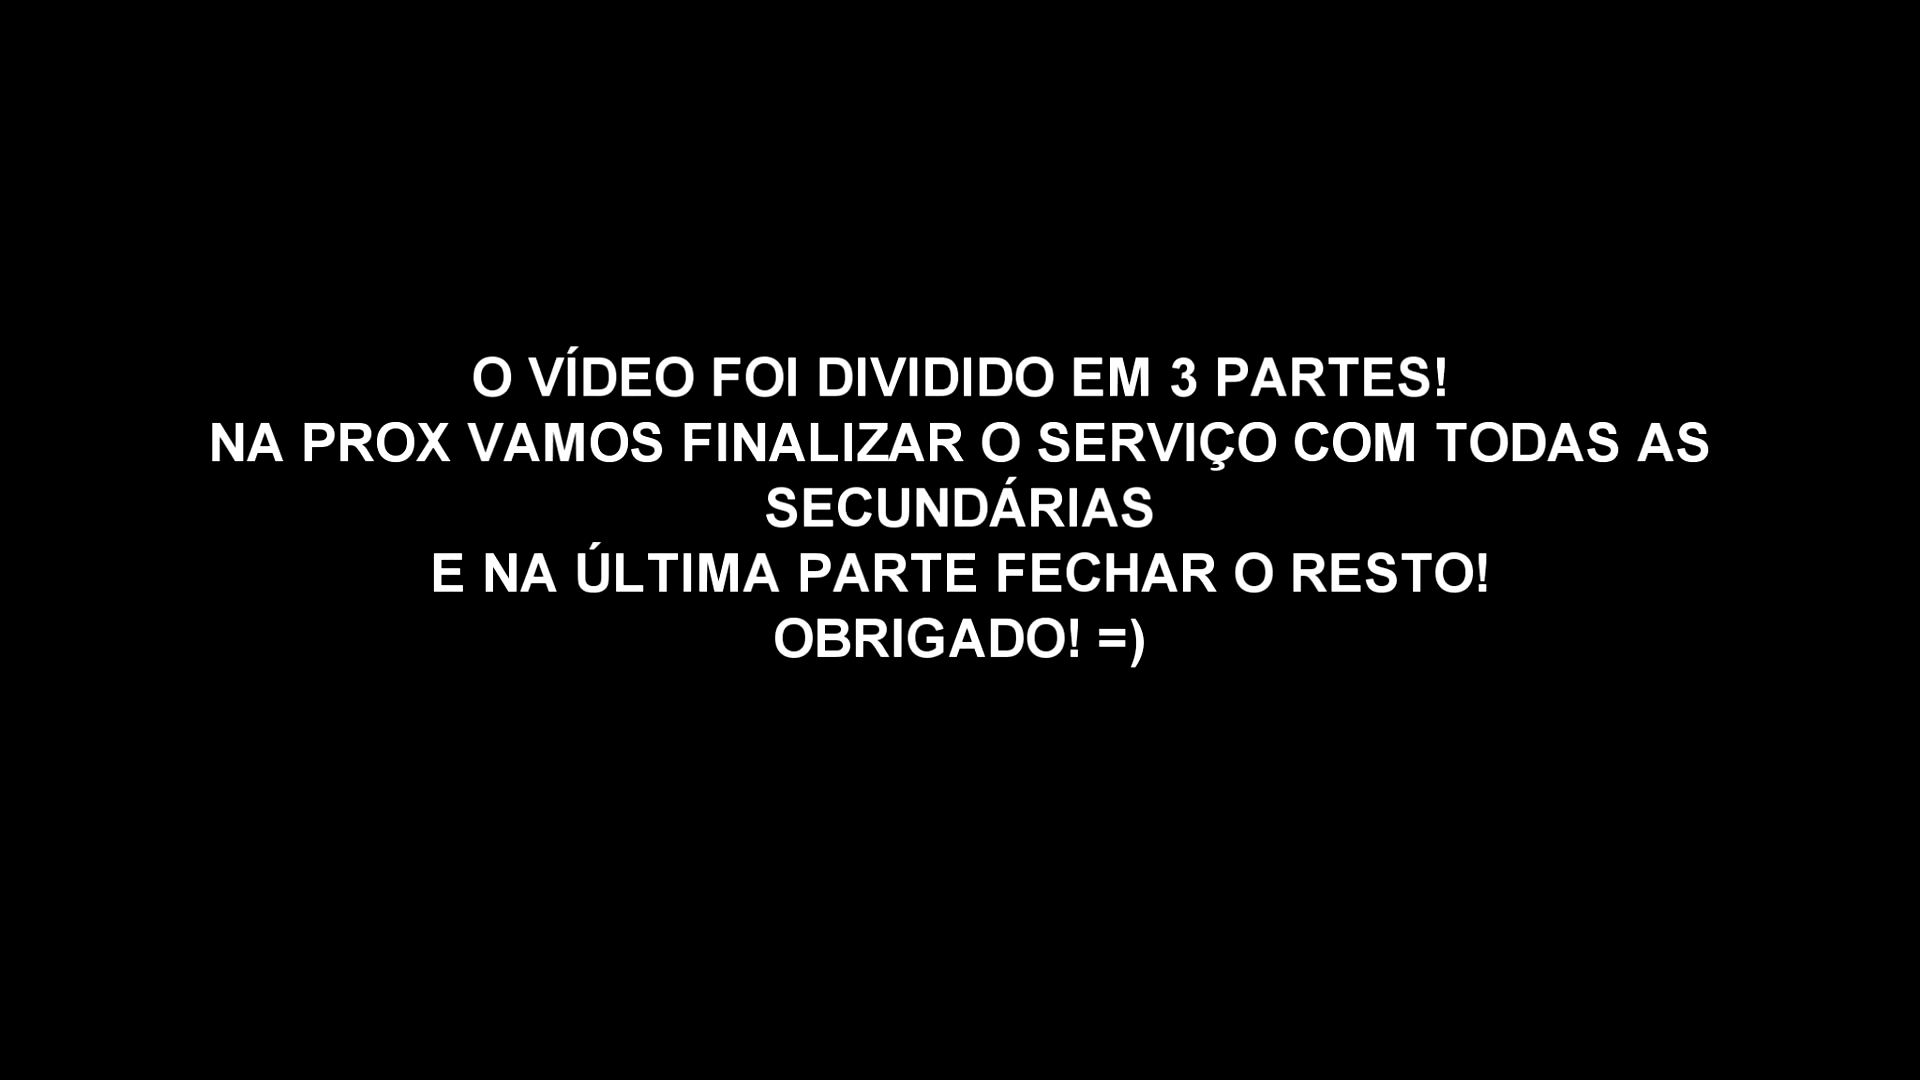 O VÍDEO FOI DIVIDIDO EM 3 PARTES!
NA PROX VAMOS FINALIZAR O SERVIÇO COM TODAS AS
SECUNDÁRIAS
E NA ÚLTIMA PARTE FECHAR O RESTO!
OBRIGADO! =)